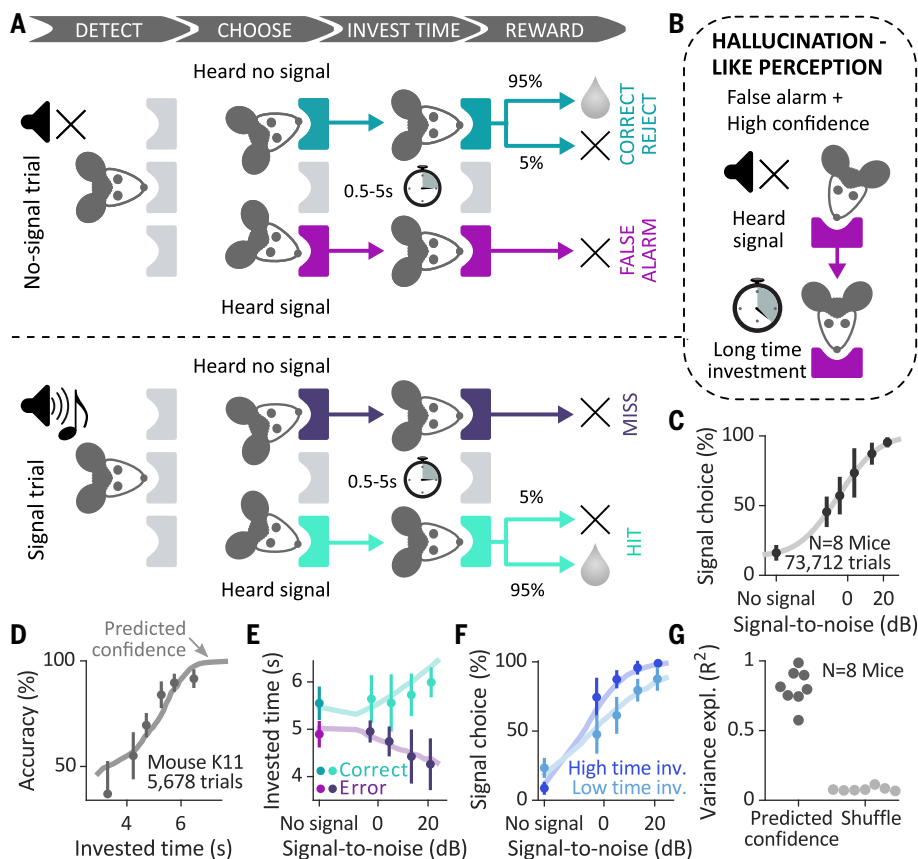 A
DETECT
CHOOSE
INVEST TIME
REWARD
No-signal trial
Heard no signal
95%
5%
CORRECT
REJECT
0.5-5s
FALSE
ALARM
Heard signal
Signal trial
Heard no signal
MISS
0.5-5s
5%
95%
HIT
Heard signal
B
HALLUCINATION -
LIKE PERCEPTION
False alarm +
High confidence
Heard
signal
Long time
investment
C
Signal choice (%)
100
50
0
N=8 Mice
73,712 trials
No signal
0
20
Signal-to-noise (dB)
D
Predicted
confidence
Accuracy (%)
100
50
Mouse K11
5,678 trials
4
6
Invested time (s)
E
Invested time (s)
6
5
4
Correct
Error
No signal
0
20
Signal-to-noise (dB)
F
Signal choice (%)
100
50
0
High time inv.
Low time inv.
No signal
0
20
Signal-to-noise (dB)
G
Variance expl. (R²)
1
0.5
0
N=8 Mice
Predicted
confidence
Shuffle